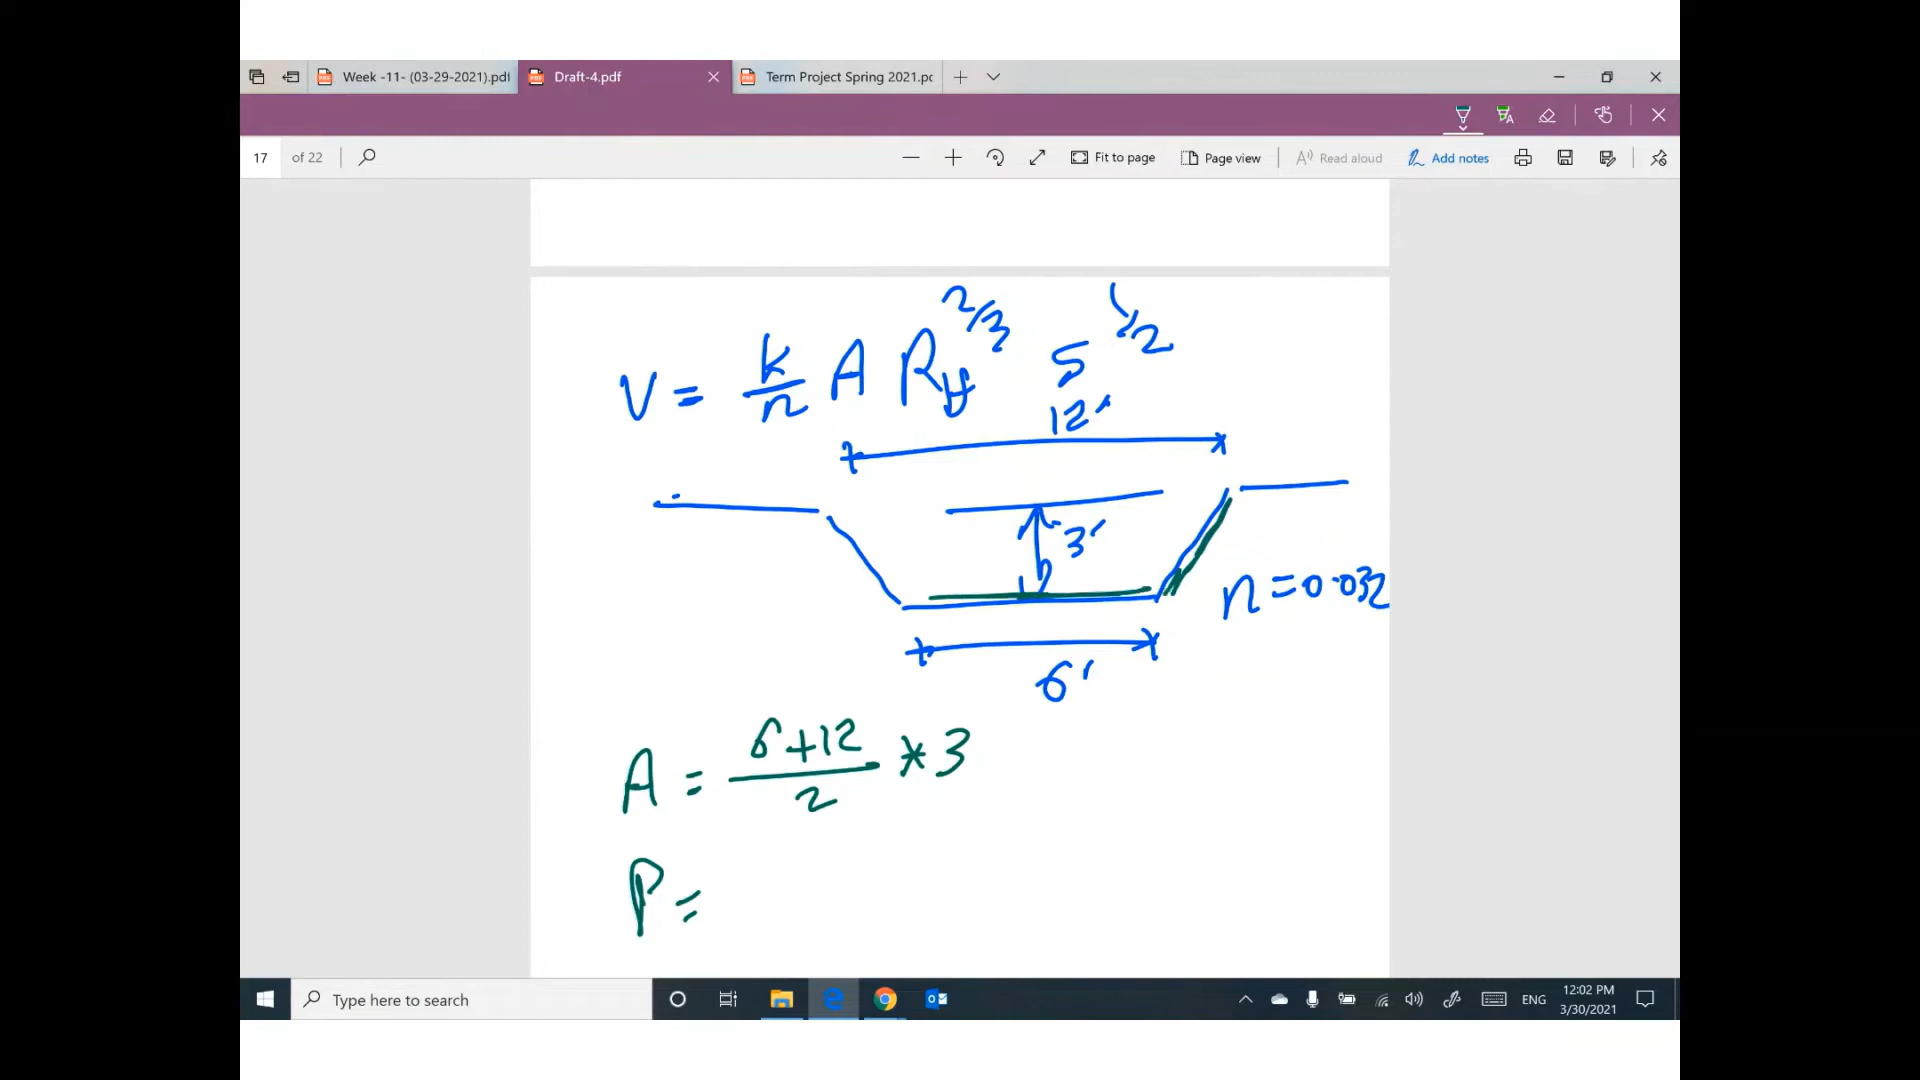 Week -11- (03-29-2021).pdf
Draft-4.pdf
Term Project Spring 2021.pc
17 of 22
Fit to page
Page view
Read aloud
Add notes
V = k/n A R_H^2/3 S^1/2
12'
3'
n = 0.032
6'
A = 6+12/2 * 3
P =
Type here to search
ENG
12:02 PM
3/30/2021